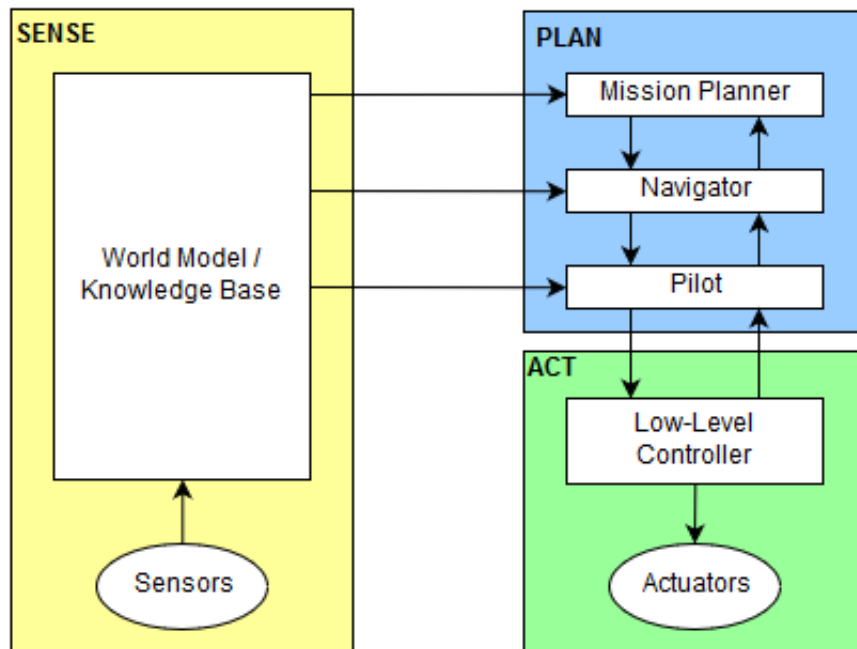 SENSE
World Model /
Knowledge Base
Sensors
PLAN
Mission Planner
Navigator
Pilot
ACT
Low-Level
Controller
Actuators